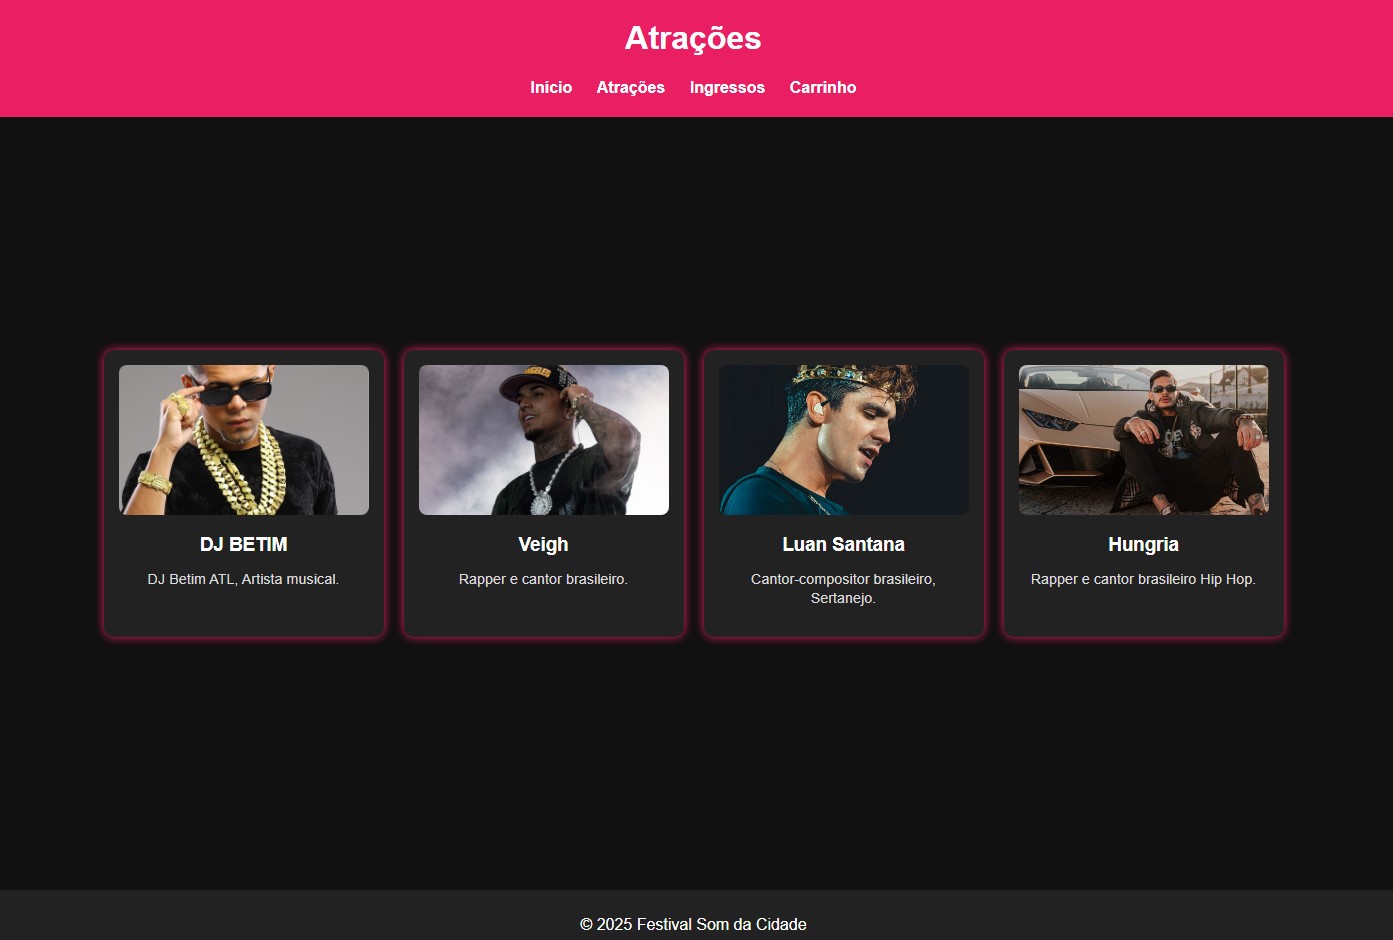 Atrações
Início Atrações Ingressos Carrinho
DJ BETIM
DJ Betim ATL, Artista musical.
Veigh
Rapper e cantor brasileiro.
Luan Santana
Cantor-compositor brasileiro,
Sertanejo.
Hungria
Rapper e cantor brasileiro Hip Hop.
© 2025 Festival Som da Cidade